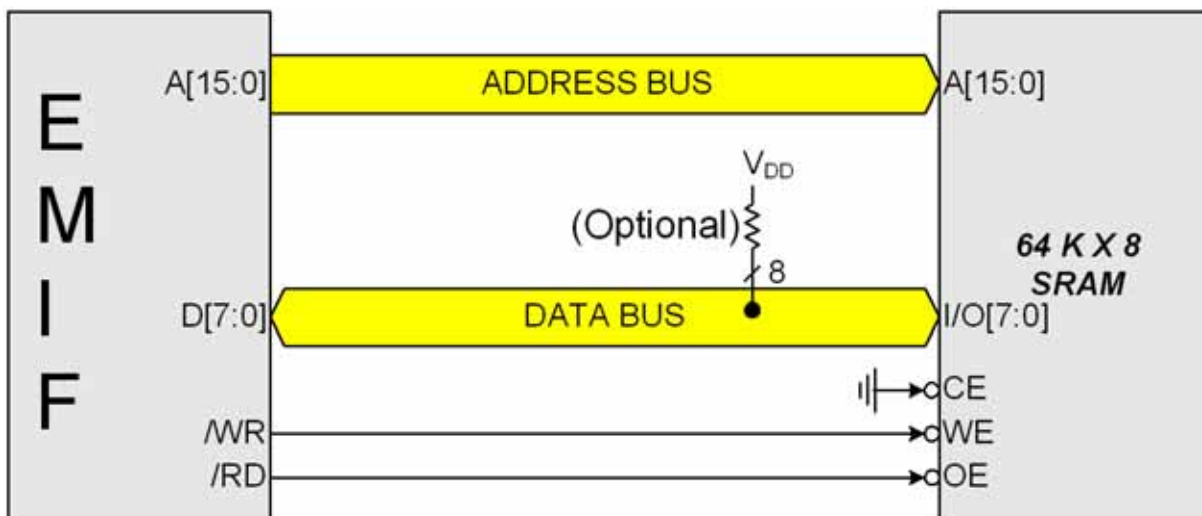 EMIF
A[15:0]
ADDRESS BUS
A[15:0]
VDD
(Optional)
8
64 K X 8
SRAM
D[7:0]
DATA BUS
I/O[7:0]
CE
/WR
WE
/RD
OE